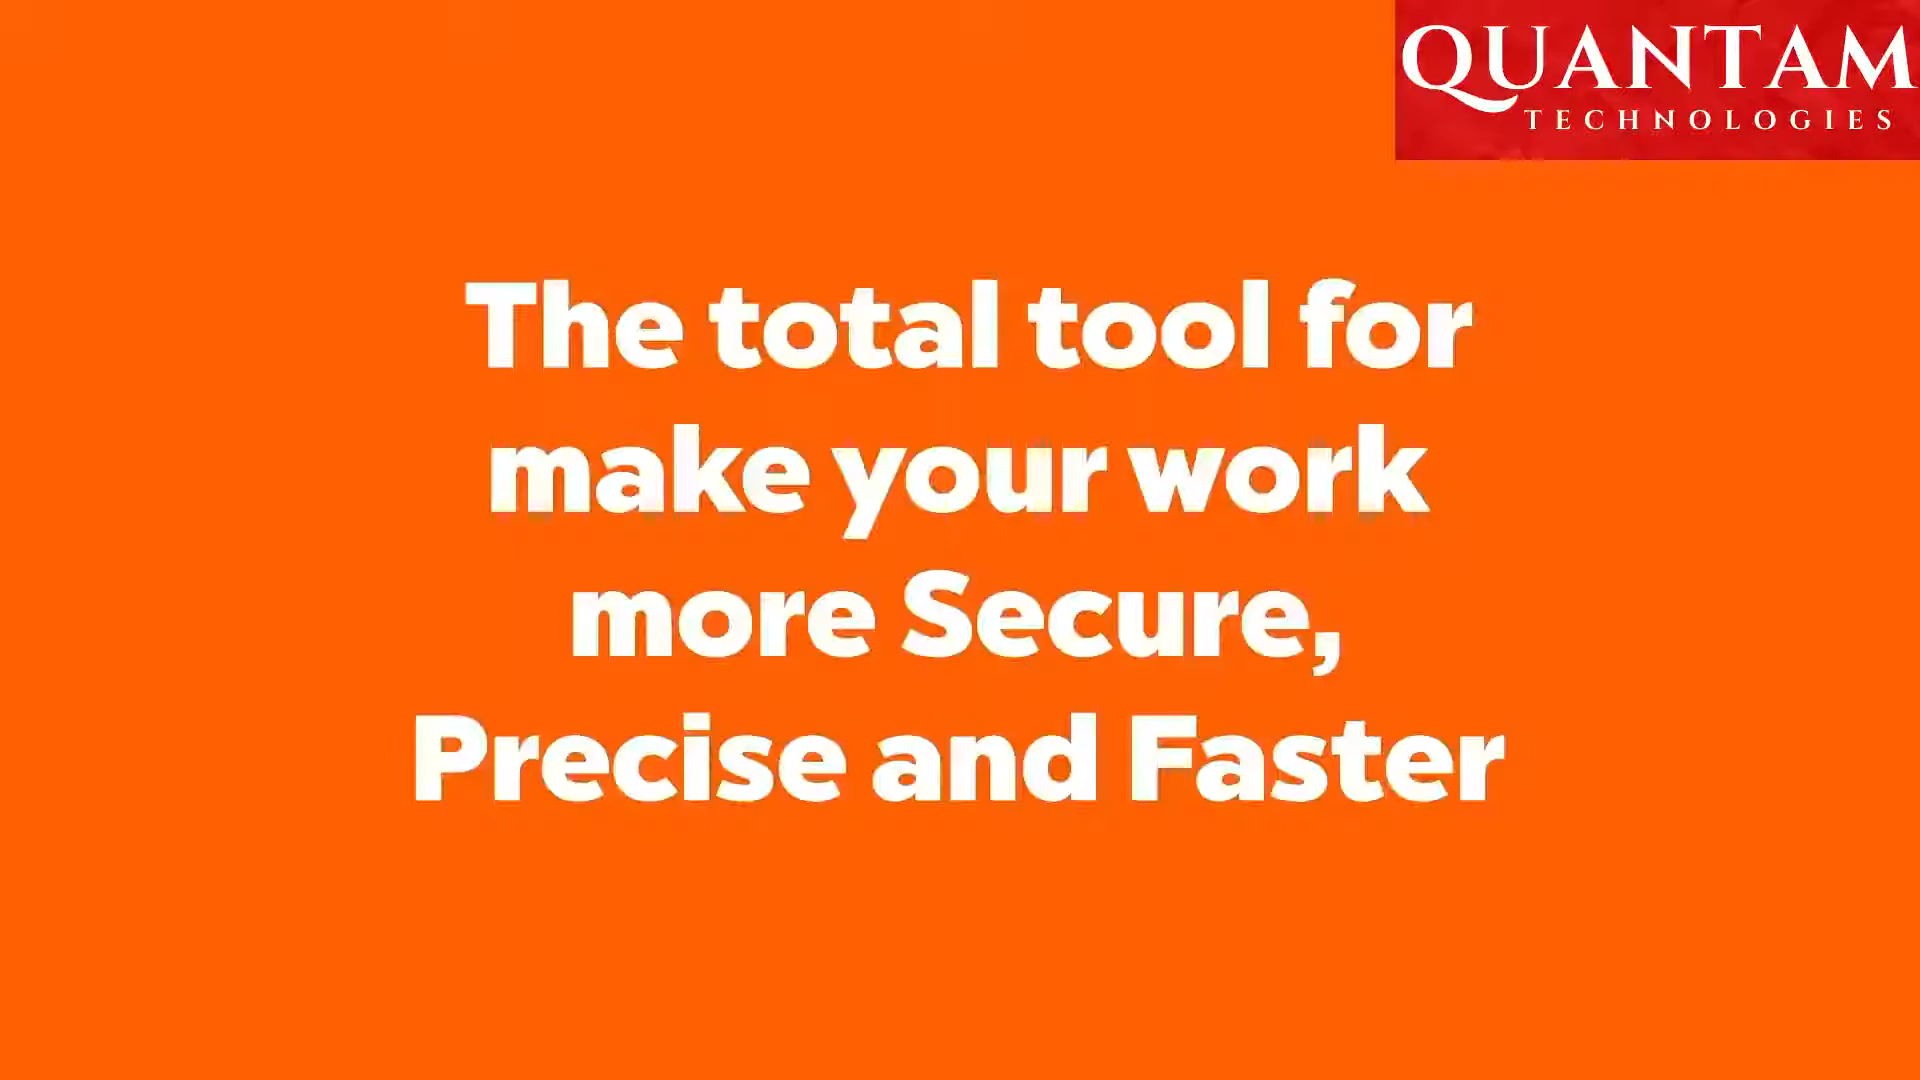 QUANTAM
TECHNOLOGIES
The total tool for
make your work
more Secure,
Precise and Faster